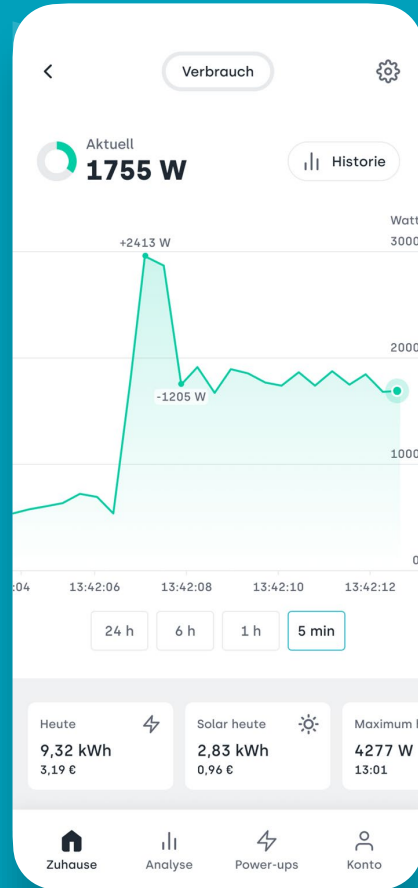 Verbrauch
Aktuell
1755 W
Historie
Watt
+2413 W
3000
2000
-1205 W
1000
0
:04 13:42:06 13:42:08 13:42:10 13:42:12
24 h 6 h 1 h 5 min
Heute
9,32 kWh
3,19 €
Solar heute
2,83 kWh
0,96 €
Maximum
4277 W
13:01
Zuhause Analyse Power-ups Konto